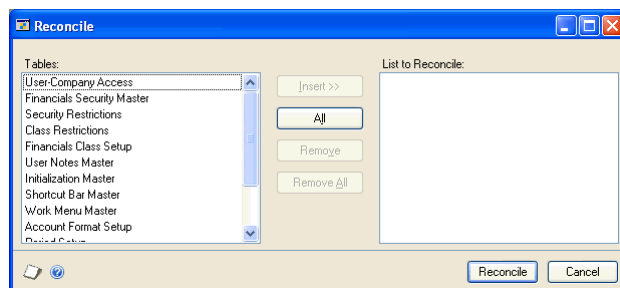 Reconcile
Tables:
List to Reconcile:
User-Company Access
Financials Security Master
Security Restrictions
Class Restrictions
Financials Class Setup
User Notes Master
Initialization Master
Shortcut Bar Master
Work Menu Master
Account Format Setup
Period Setup
Insert >>
All
Remove
Remove All
Reconcile
Cancel